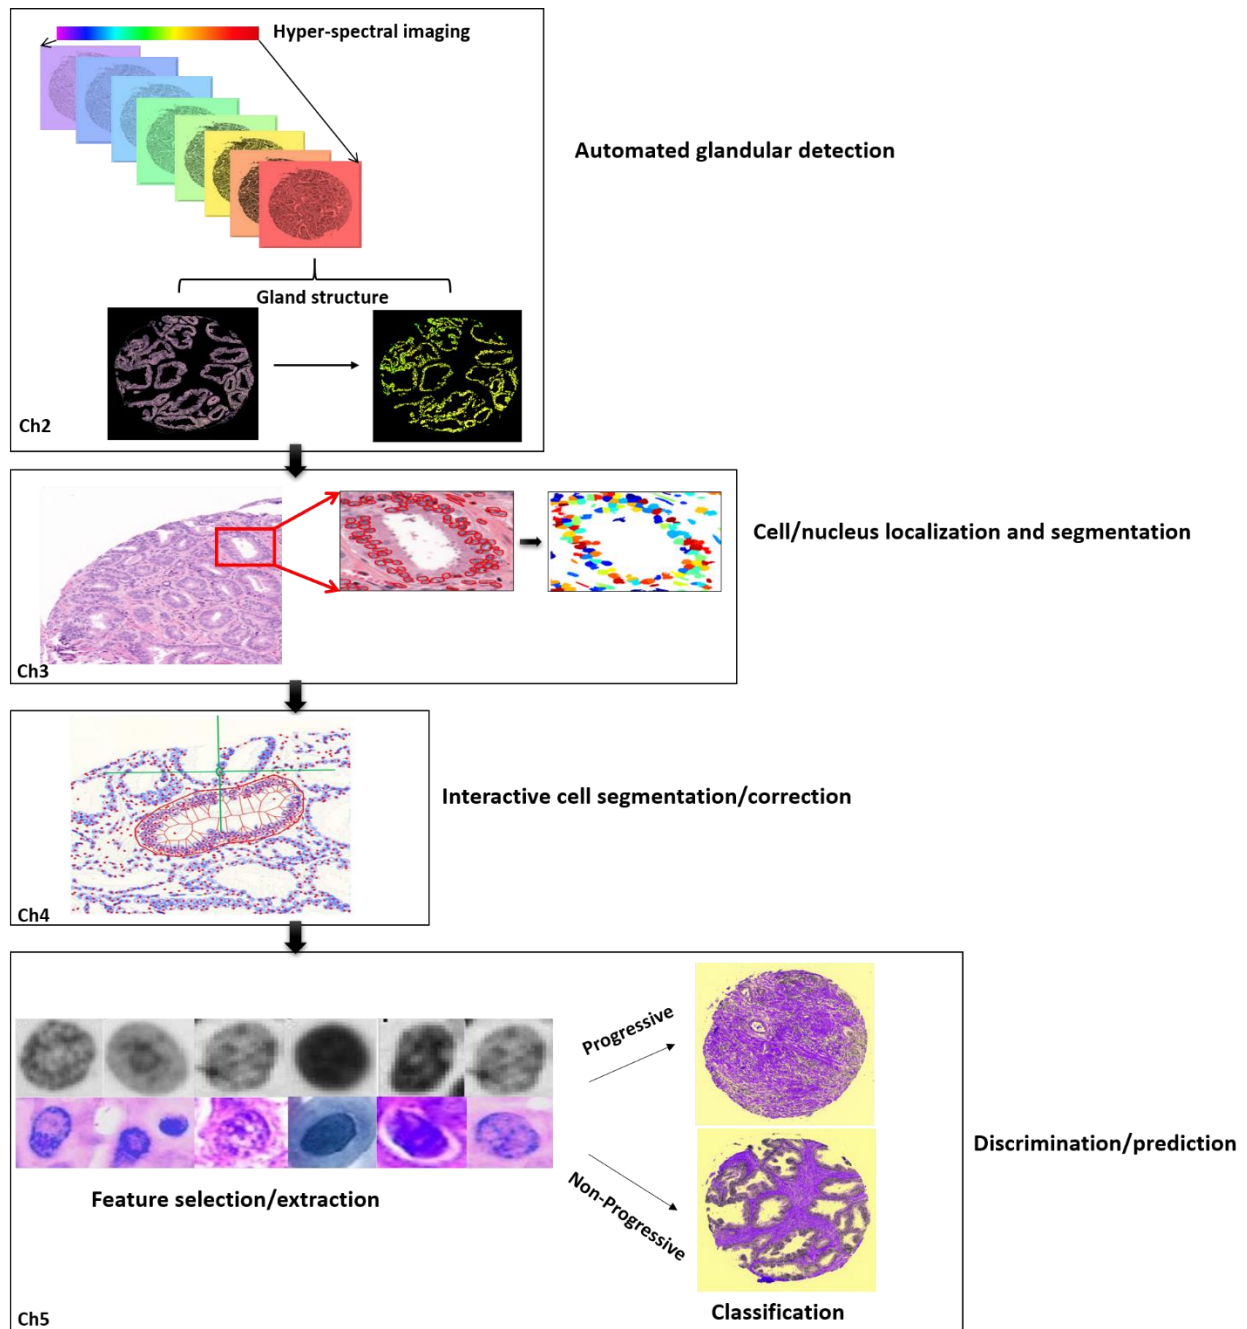 Hyper-spectral imaging
Automated glandular detection
Gland structure
Ch2
Cell/nucleus localization and segmentation
Ch3
Interactive cell segmentation/correction
Ch4
Progressive
Non-Progressive
Discrimination/prediction
Feature selection/extraction
Classification
Ch5